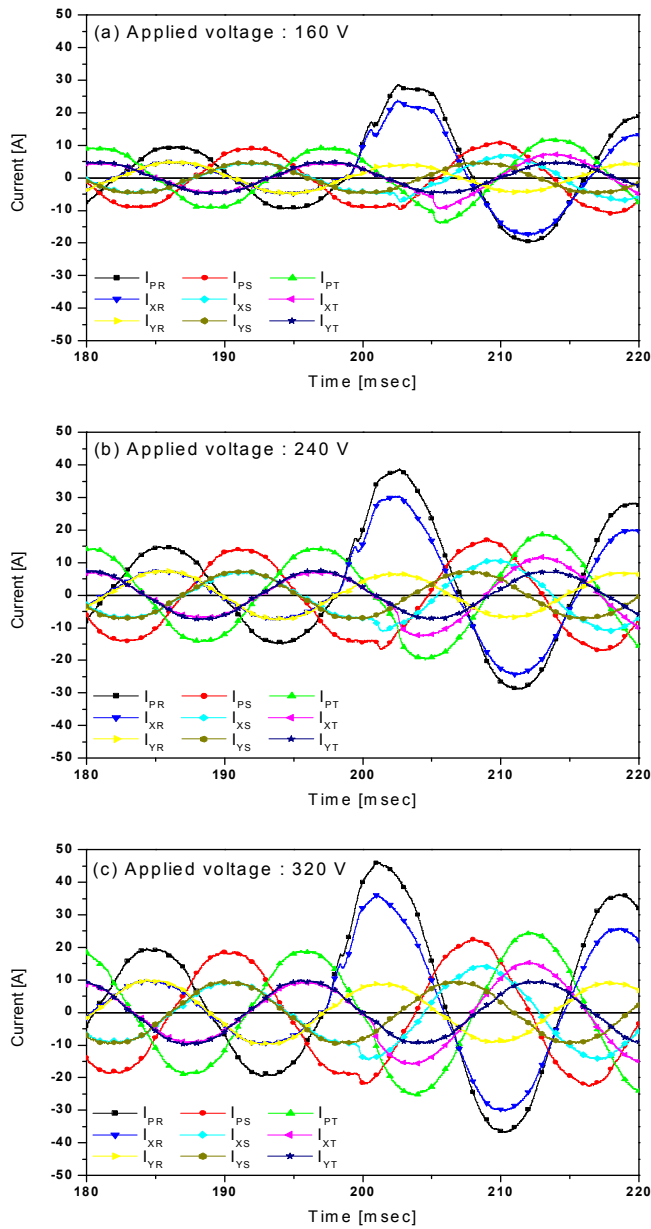 (a) Applied voltage : 160 V
50
40
30
20
10
0
-10
-20
-30
-40
-50
Current [A]
I_PR I_PS I_PT
I_XR I_XS I_XT
I_YR I_YS I_YT
180 190 200 210 220
Time [msec]
(b) Applied voltage : 240 V
50
40
30
20
10
0
-10
-20
-30
-40
-50
Current [A]
I_PR I_PS I_PT
I_XR I_XS I_XT
I_YR I_YS I_YT
180 190 200 210 220
Time [msec]
(c) Applied voltage : 320 V
50
40
30
20
10
0
-10
-20
-30
-40
-50
Current [A]
I_PR I_PS I_PT
I_XR I_XS I_XT
I_YR I_YS I_YT
180 190 200 210 220
Time [msec]